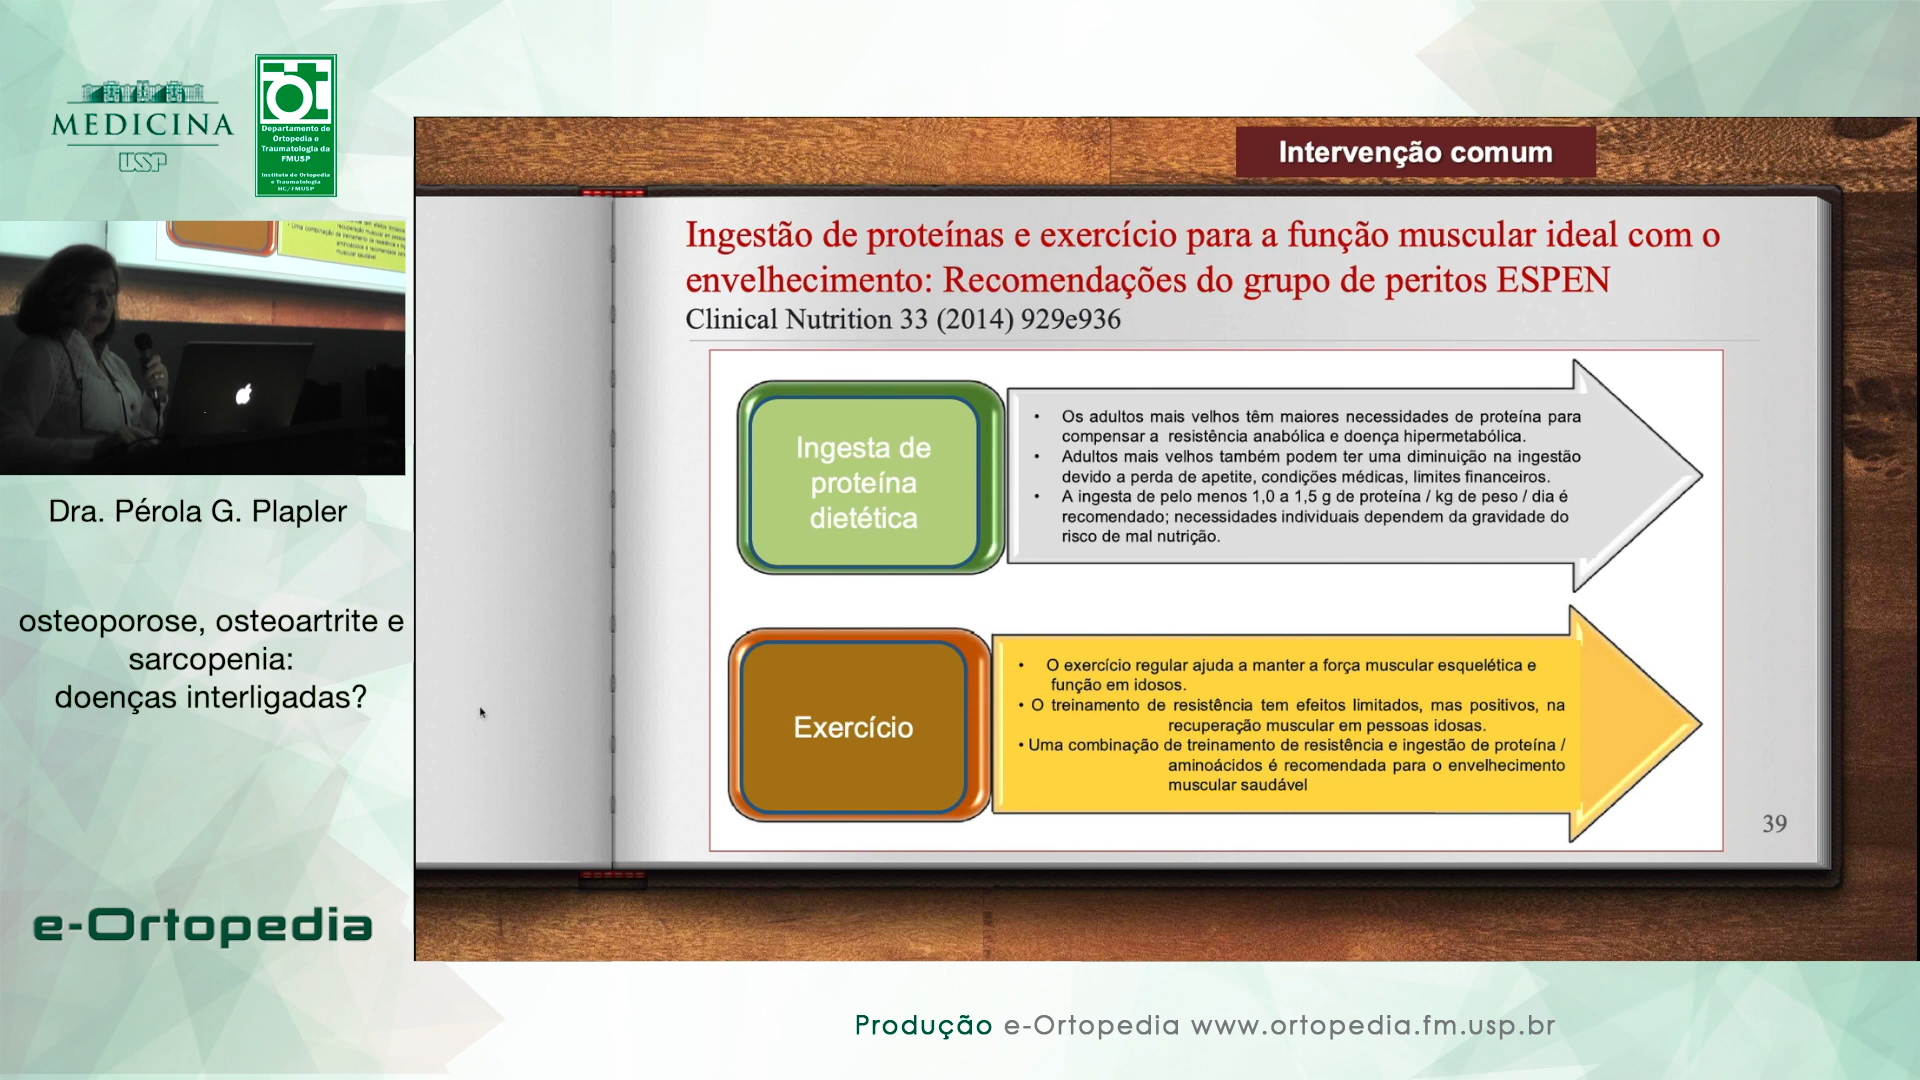 MEDICINA
USP
Departamento de
Ortopedia e
Traumatologia da
FMUSP
Instituto de Ortopedia
e Traumatologia
HC/FMUSP
Dra. Pérola G. Plapler
osteoporose, osteoartrite e
sarcopenia:
doenças interligadas?
e-Ortopedia
Intervenção comum
Ingestão de proteínas e exercício para a função muscular ideal com o
envelhecimento: Recomendações do grupo de peritos ESPEN
Clinical Nutrition 33 (2014) 929e936
Ingesta de
proteína
dietética
• Os adultos mais velhos têm maiores necessidades de proteína para
compensar a resistência anabólica e doença hipermetabólica.
• Adultos mais velhos também podem ter uma diminuição na ingestão
devido a perda de apetite, condições médicas, limites financeiros.
• A ingesta de pelo menos 1,0 a 1,5 g de proteína / kg de peso / dia é
recomendado; necessidades individuais dependem da gravidade do
risco de mal nutrição.
Exercício
• O exercício regular ajuda a manter a força muscular esquelética e
função em idosos.
• O treinamento de resistência tem efeitos limitados, mas positivos, na
recuperação muscular em pessoas idosas.
• Uma combinação de treinamento de resistência e ingestão de proteína /
aminoácidos é recomendada para o envelhecimento
muscular saudável
39
Produção e-Ortopedia www.ortopedia.fm.usp.br